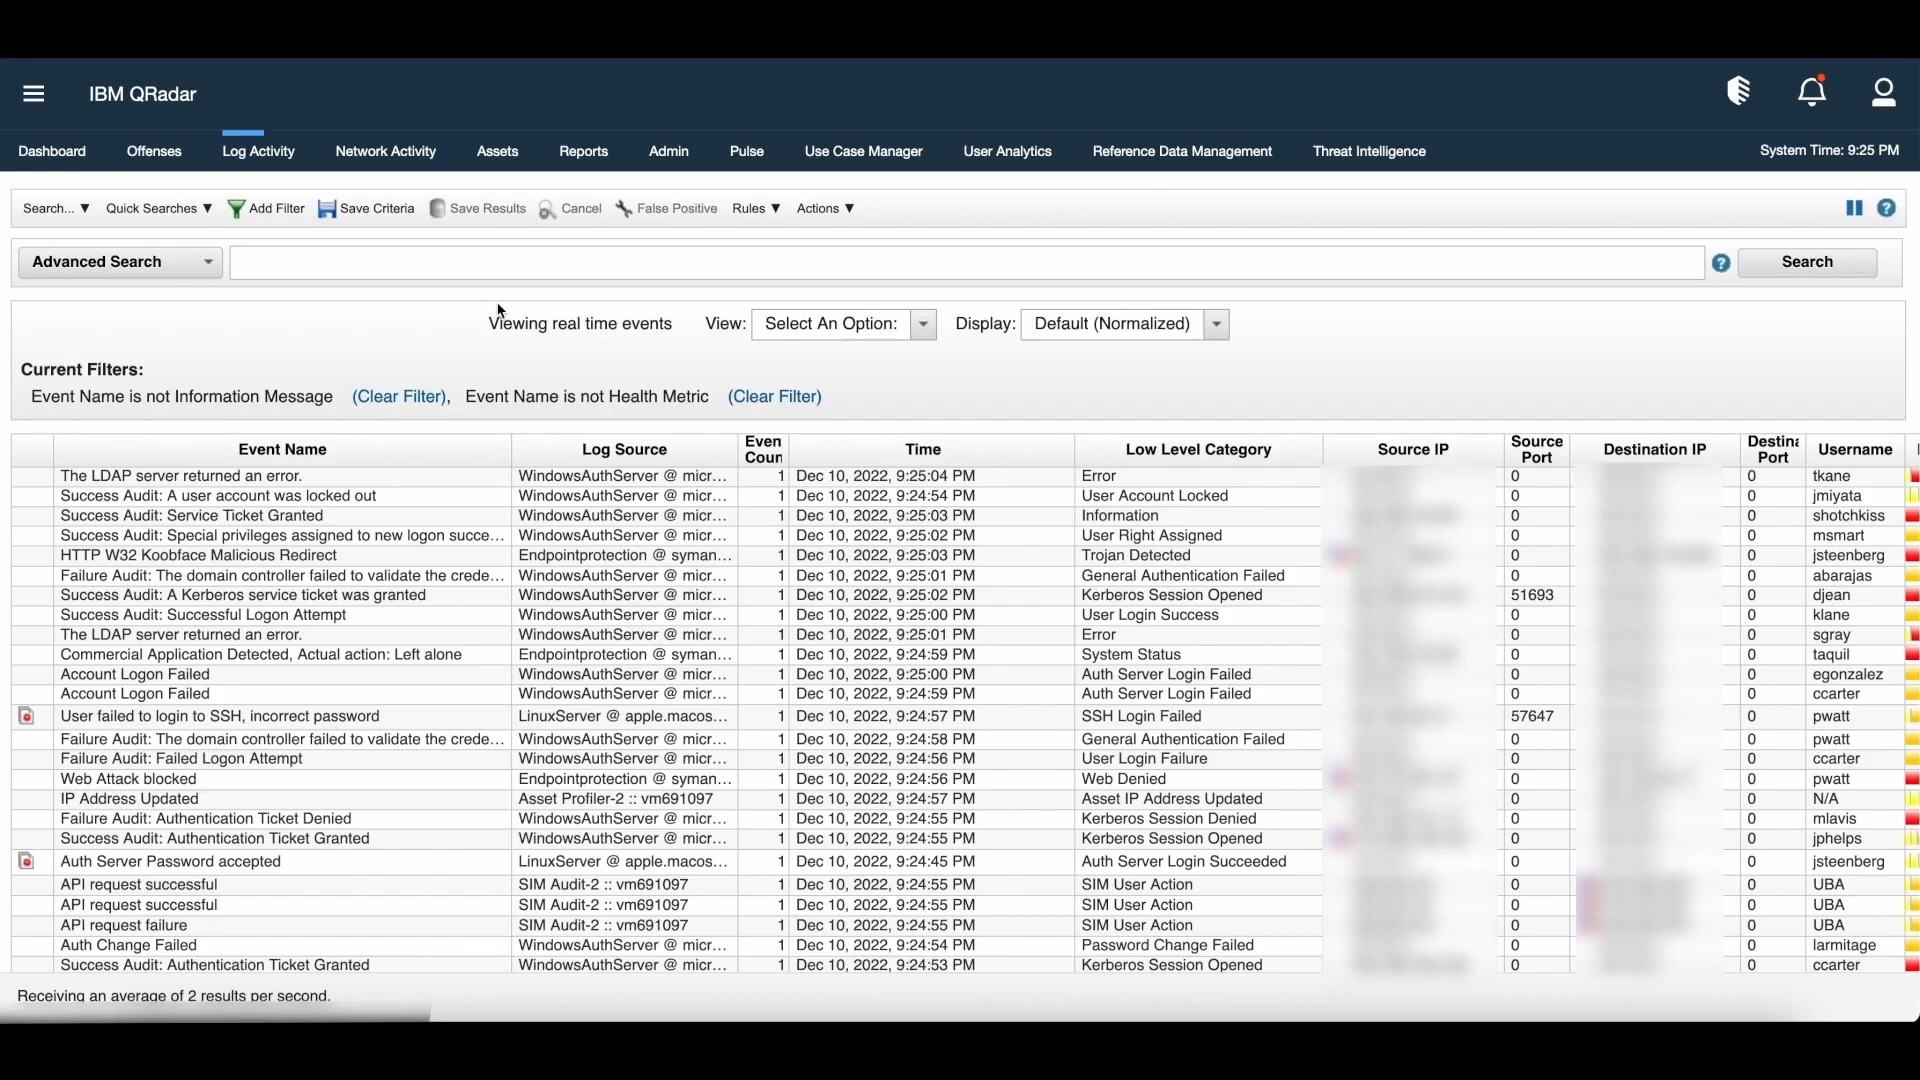 IBM QRadar
Dashboard Offenses Log Activity Network Activity Assets Reports Admin Pulse Use Case Manager User Analytics Reference Data Management Threat Intelligence System Time: 9:25 PM
Search... ▼ Quick Searches ▼ Add Filter Save Criteria Save Results Cancel False Positive Rules ▼ Actions ▼ ?
Advanced Search ? Search
Viewing real time events View: Select An Option: Display: Default (Normalized)
Current Filters:
Event Name is not Information Message (Clear Filter), Event Name is not Health Metric (Clear Filter)
Event Name Log Source Even Coun Time Low Level Category Source IP Source Port Destination IP Destina Port Username
The LDAP server returned an error. WindowsAuthServer @ micr... 1 Dec 10, 2022, 9:25:04 PM Error 0 0 tkane
Success Audit: A user account was locked out WindowsAuthServer @ micr... 1 Dec 10, 2022, 9:24:54 PM User Account Locked 0 0 jmiyata
Success Audit: Service Ticket Granted WindowsAuthServer @ micr... 1 Dec 10, 2022, 9:25:03 PM Information 0 0 shotchkiss
Success Audit: Special privileges assigned to new logon succe... WindowsAuthServer @ micr... 1 Dec 10, 2022, 9:25:02 PM User Right Assigned 0 0 msmart
HTTP W32 Koobface Malicious Redirect Endpointprotection @ syman... 1 Dec 10, 2022, 9:25:03 PM Trojan Detected 0 0 jsteenberg
Failure Audit: The domain controller failed to validate the crede... WindowsAuthServer @ micr... 1 Dec 10, 2022, 9:25:01 PM General Authentication Failed 0 0 abarajas
Success Audit: A Kerberos service ticket was granted WindowsAuthServer @ micr... 1 Dec 10, 2022, 9:25:02 PM Kerberos Session Opened 51693 0 djean
Success Audit: Successful Logon Attempt WindowsAuthServer @ micr... 1 Dec 10, 2022, 9:25:00 PM User Login Success 0 0 klane
The LDAP server returned an error. WindowsAuthServer @ micr... 1 Dec 10, 2022, 9:25:01 PM Error 0 0 sgray
Commercial Application Detected, Actual action: Left alone Endpointprotection @ syman... 1 Dec 10, 2022, 9:24:59 PM System Status 0 0 taquil
Account Logon Failed WindowsAuthServer @ micr... 1 Dec 10, 2022, 9:25:00 PM Auth Server Login Failed 0 0 egonzalez
Account Logon Failed WindowsAuthServer @ micr... 1 Dec 10, 2022, 9:24:59 PM Auth Server Login Failed 0 0 ccarter
User failed to login to SSH, incorrect password LinuxServer @ apple.macos... 1 Dec 10, 2022, 9:24:57 PM SSH Login Failed 57647 0 pwatt
Failure Audit: The domain controller failed to validate the crede... WindowsAuthServer @ micr... 1 Dec 10, 2022, 9:24:58 PM General Authentication Failed 0 0 pwatt
Failure Audit: Failed Logon Attempt WindowsAuthServer @ micr... 1 Dec 10, 2022, 9:24:56 PM User Login Failure 0 0 ccarter
Web Attack blocked Endpointprotection @ syman... 1 Dec 10, 2022, 9:24:56 PM Web Denied 0 0 pwatt
IP Address Updated Asset Profiler-2 :: vm691097 1 Dec 10, 2022, 9:24:57 PM Asset IP Address Updated 0 0 N/A
Failure Audit: Authentication Ticket Denied WindowsAuthServer @ micr... 1 Dec 10, 2022, 9:24:55 PM Kerberos Session Denied 0 0 mlavis
Success Audit: Authentication Ticket Granted WindowsAuthServer @ micr... 1 Dec 10, 2022, 9:24:55 PM Kerberos Session Opened 0 0 jphelps
Auth Server Password accepted LinuxServer @ apple.macos... 1 Dec 10, 2022, 9:24:45 PM Auth Server Login Succeeded 0 0 jsteenberg
API request successful SIM Audit-2 :: vm691097 1 Dec 10, 2022, 9:24:55 PM SIM User Action 0 0 UBA
API request successful SIM Audit-2 :: vm691097 1 Dec 10, 2022, 9:24:55 PM SIM User Action 0 0 UBA
API request failure SIM Audit-2 :: vm691097 1 Dec 10, 2022, 9:24:55 PM SIM User Action 0 0 UBA
Auth Change Failed WindowsAuthServer @ micr... 1 Dec 10, 2022, 9:24:54 PM Password Change Failed 0 0 larmitage
Success Audit: Authentication Ticket Granted WindowsAuthServer @ micr... 1 Dec 10, 2022, 9:24:53 PM Kerberos Session Opened 0 0 ccarter
Receiving an average of 2 results per second.